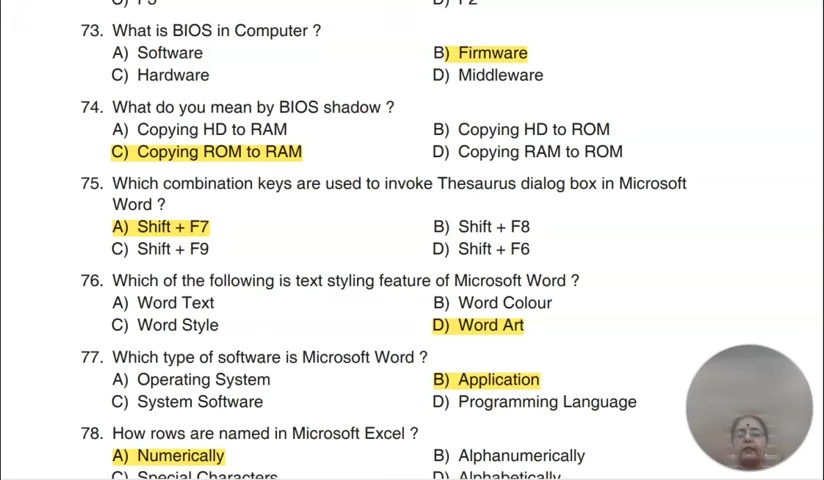 73. What is BIOS in Computer ?
A) Software B) Firmware
C) Hardware D) Middleware
74. What do you mean by BIOS shadow ?
A) Copying HD to RAM B) Copying HD to ROM
C) Copying ROM to RAM D) Copying RAM to ROM
75. Which combination keys are used to invoke Thesaurus dialog box in Microsoft
Word ?
A) Shift + F7 B) Shift + F8
C) Shift + F9 D) Shift + F6
76. Which of the following is text styling feature of Microsoft Word ?
A) Word Text B) Word Colour
C) Word Style D) Word Art
77. Which type of software is Microsoft Word ?
A) Operating System B) Application
C) System Software D) Programming Language
78. How rows are named in Microsoft Excel ?
A) Numerically B) Alphanumerically
C) Special Characters D) Alphabetically